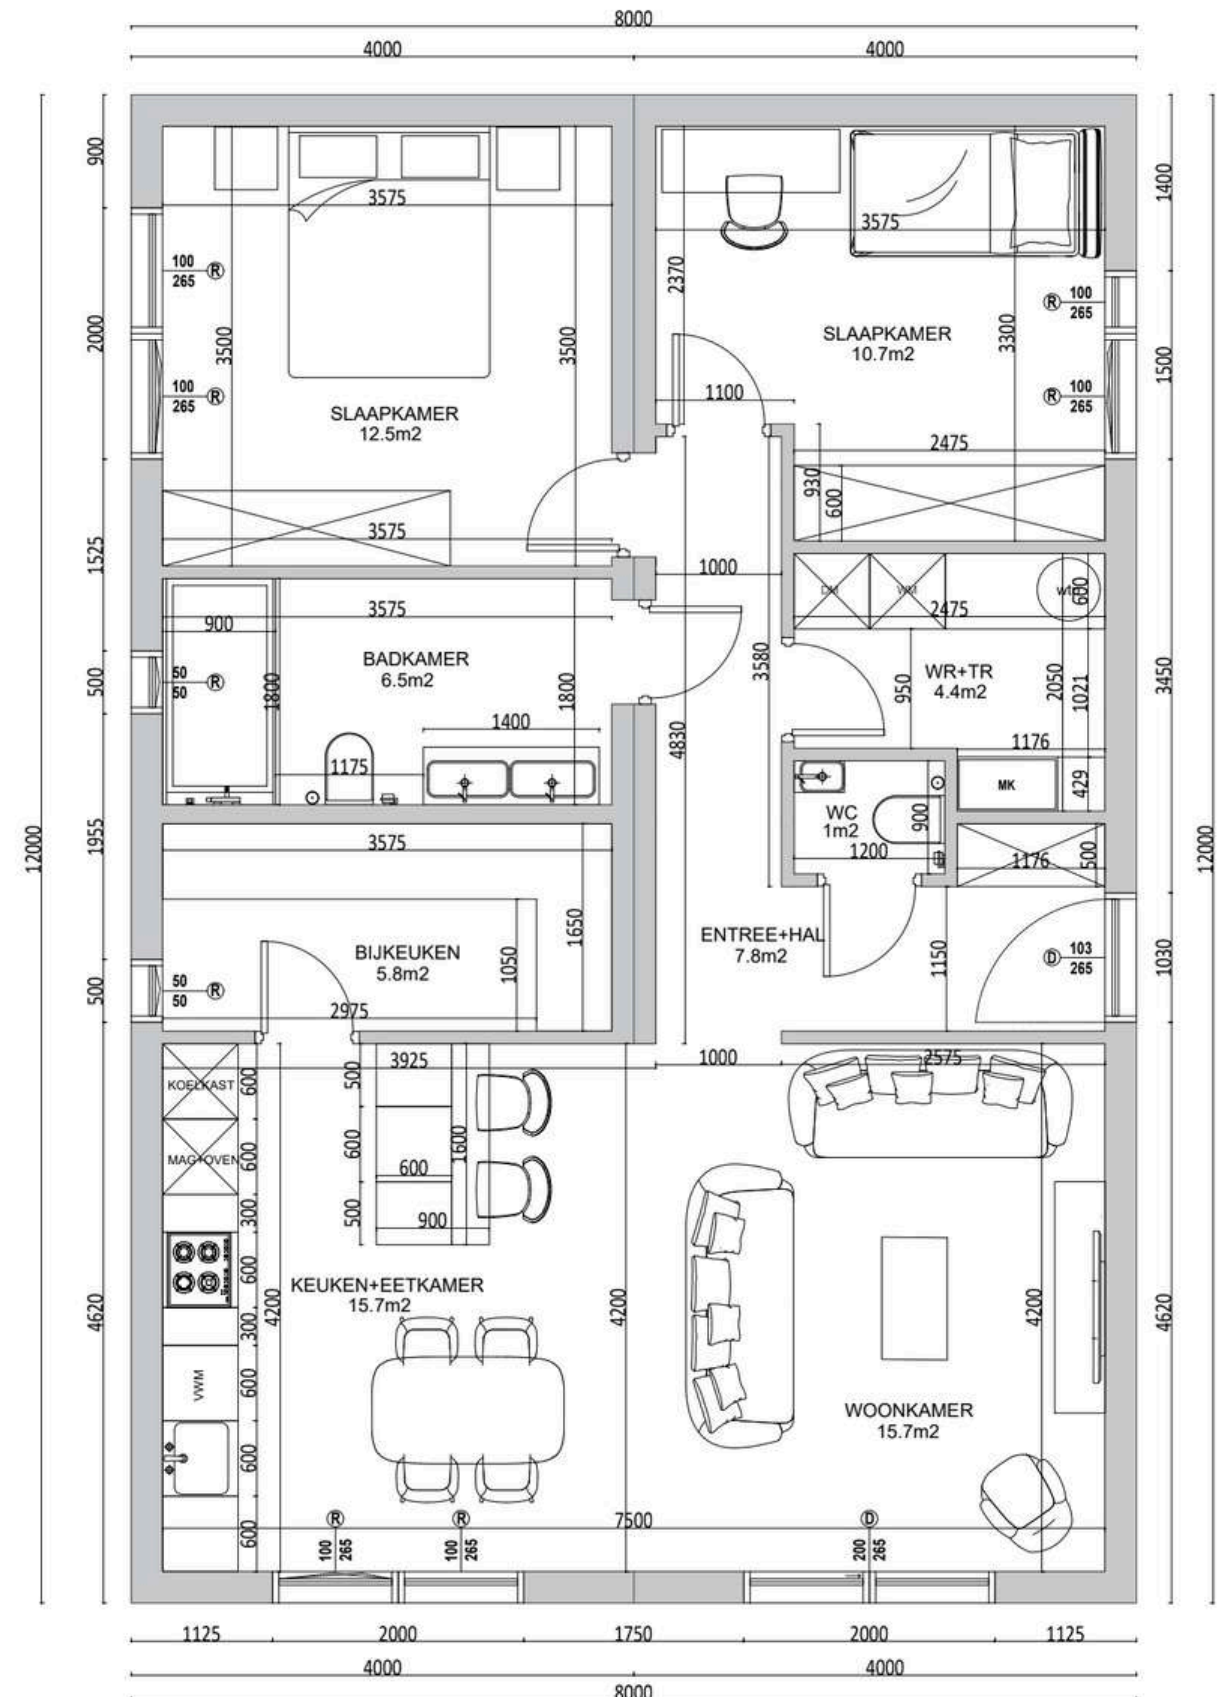 8000
4000 4000
900
1400
3575
3575
100
265
R
2370
R
100
265
2000
3500
3500
SLAAPKAMER
10.7m2
3300
1500
100
265
R
R
100
265
1100
SLAAPKAMER
12.5m2
2475
930
600
3575
1525
1000
DM
WM
wtw
600
3575
2475
900
BADKAMER
6.5m2
3580
WR+TR
4.4m2
950
2050
1021
3450
500
50
50
R
1800
1800
1400
4830
1176
1175
MK
429
WC
1m2
900
12000
1955
3575
1200
1176
500
12000
1650
ENTREE+HAL
7.8m2
BIJKEUKEN
5.8m2
1050
1150
D
103
265
1030
500
50
50
R
2975
3925
1000
2575
KOELKAST
600
500
MAG+OVEN
600
600
1600
600
300
500
900
600
KEUKEN+EETKAMER
15.7m2
4620
4200
4200
4200
4620
300
VWM
600
WOONKAMER
15.7m2
600
R
R
7500
D
600
100
265
100
265
200
265
1125 2000 1750 2000 1125
4000 4000
8000